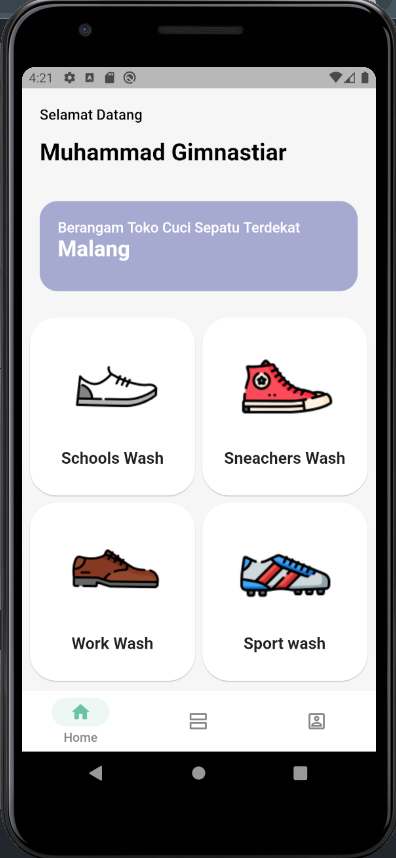 4:21
Selamat Datang
Muhammad Gimnastiar
Berangam Toko Cuci Sepatu Terdekat
Malang
Schools Wash
Sneachers Wash
Work Wash
Sport wash
Home